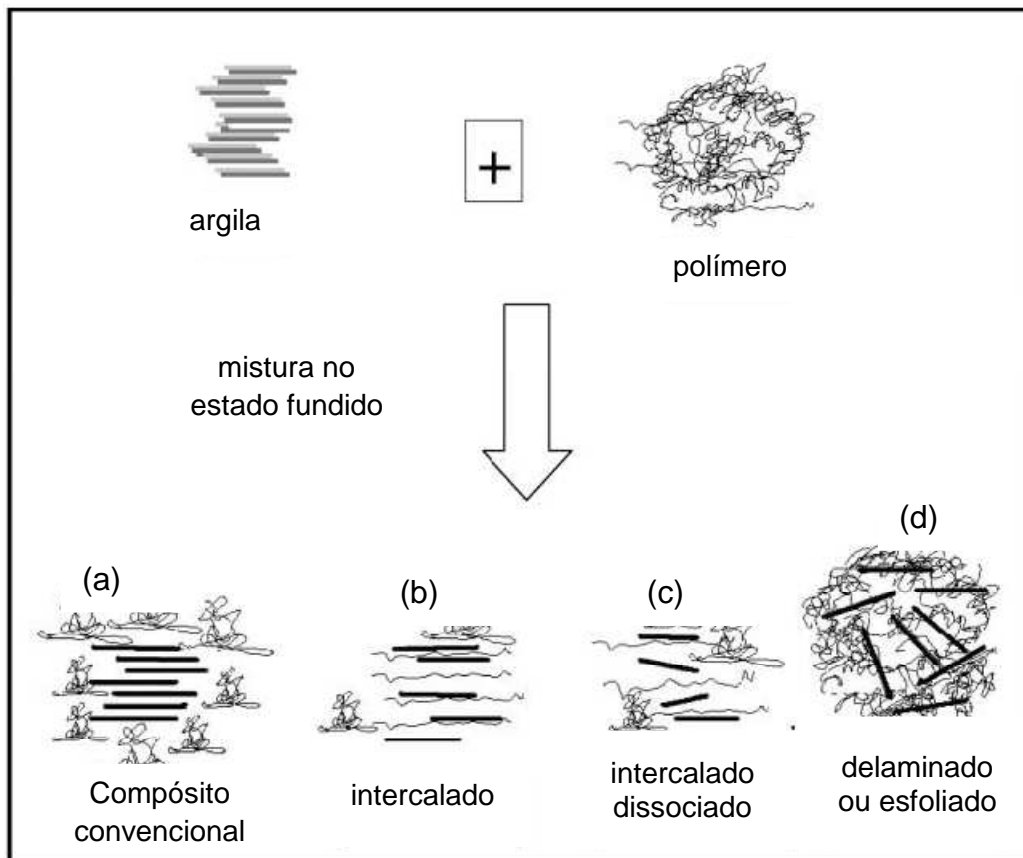 argila
+
polímero
mistura no
estado fundido
(a)
(b)
(c)
(d)
Compósito
convencional
intercalado
intercalado
dissociado
delaminado
ou esfoliado